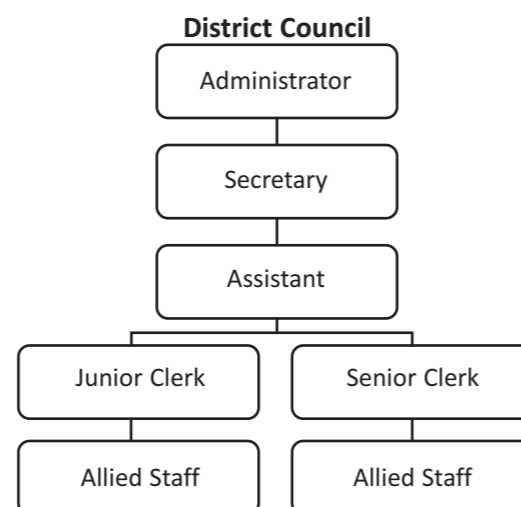 District Council
Administrator
Secretary
Assistant
Junior Clerk
Senior Clerk
Allied Staff
Allied Staff